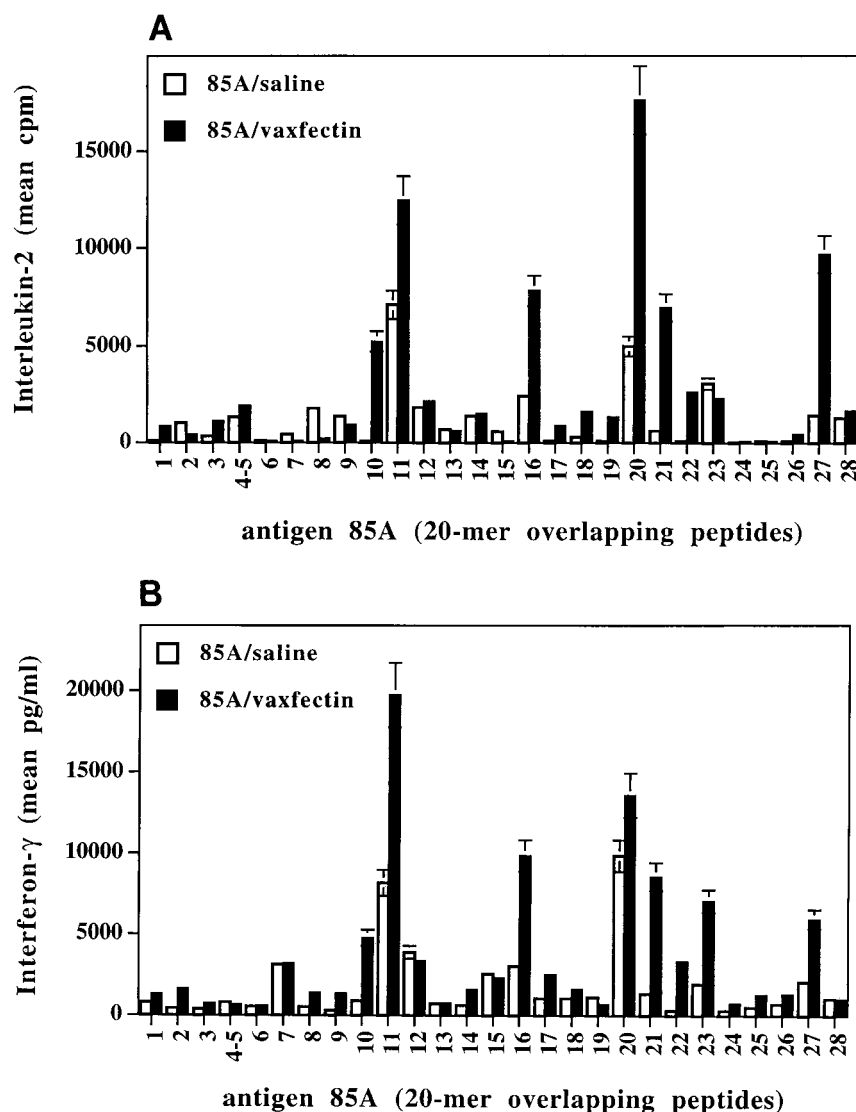 A
85A/saline
85A/vaxfectin
Interleukin-2 (mean cpm)
15000
10000
5000
0
1 2 3 4-5 6 7 8 9 10 11 12 13 14 15 16 17 18 19 20 21 22 23 24 25 26 27 28
antigen 85A (20-mer overlapping peptides)
B
85A/saline
85A/vaxfectin
Interferon-γ (mean pg/ml)
20000
15000
10000
5000
0
1 2 3 4-5 6 7 8 9 10 11 12 13 14 15 16 17 18 19 20 21 22 23 24 25 26 27 28
antigen 85A (20-mer overlapping peptides)